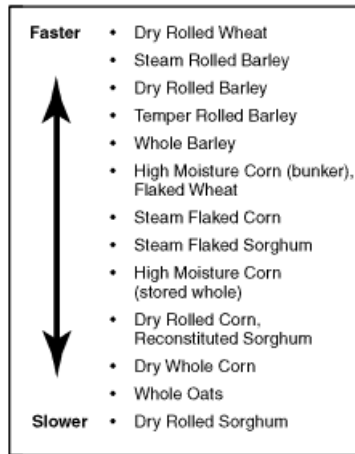 Faster • Dry Rolled Wheat
• Steam Rolled Barley
• Dry Rolled Barley
• Temper Rolled Barley
• Whole Barley
• High Moisture Corn (bunker),
Flaked Wheat
• Steam Flaked Corn
• Steam Flaked Sorghum
• High Moisture Corn
(stored whole)
• Dry Rolled Corn,
Reconstituted Sorghum
• Dry Whole Corn
• Whole Oats
Slower • Dry Rolled Sorghum